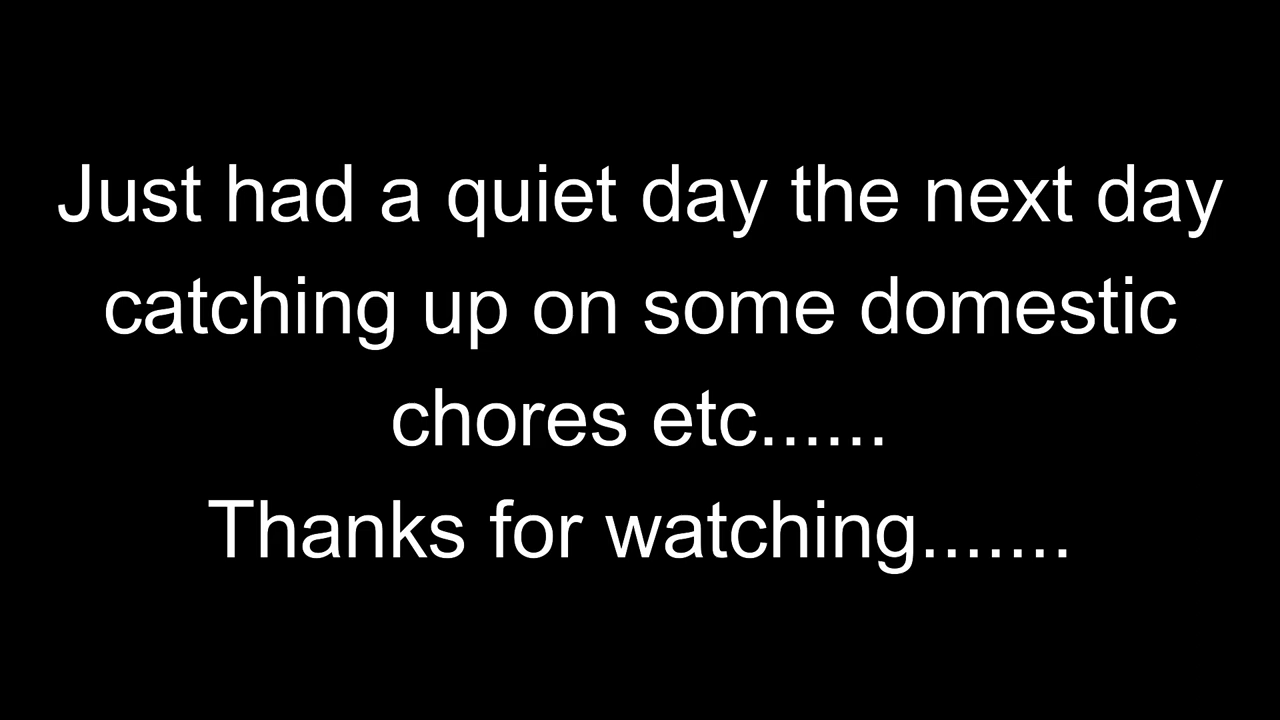 Just had a quiet day the next day
catching up on some domestic
chores etc......
Thanks for watching.......